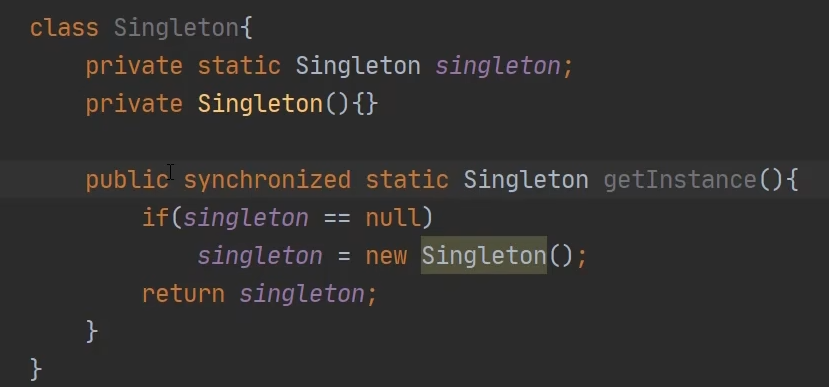 class Singleton{
private static Singleton singleton;
private Singleton(){}
public synchronized static Singleton getInstance(){
if(singleton == null)
singleton = new Singleton();
return singleton;
}
}